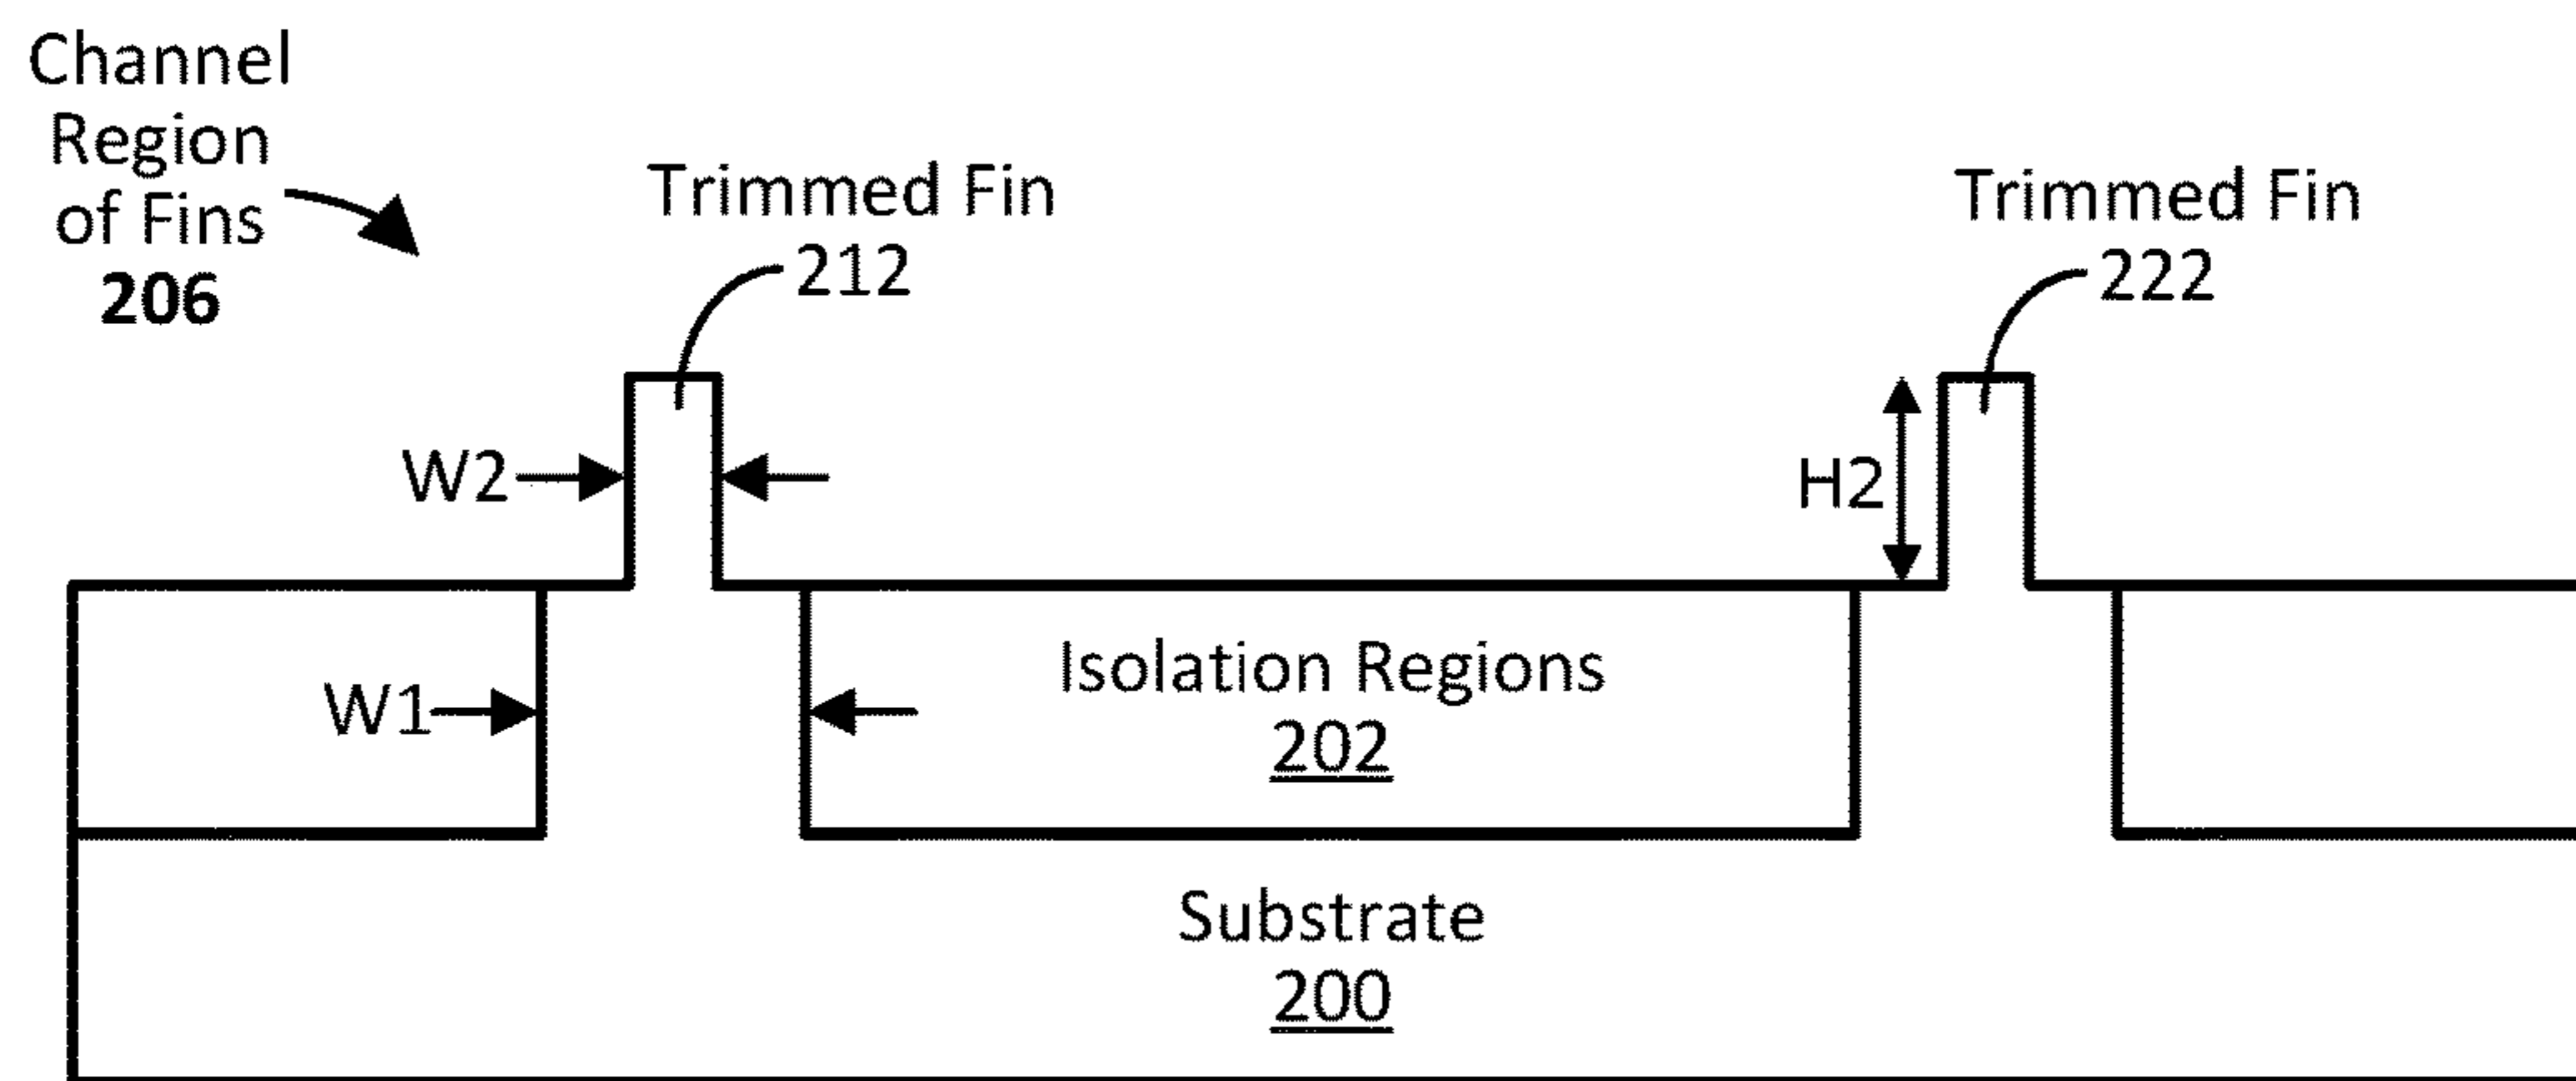 Channel
Region
of Fins
206
Trimmed Fin
212
Trimmed Fin
222
W2
H2
W1
Isolation Regions
202
Substrate
200